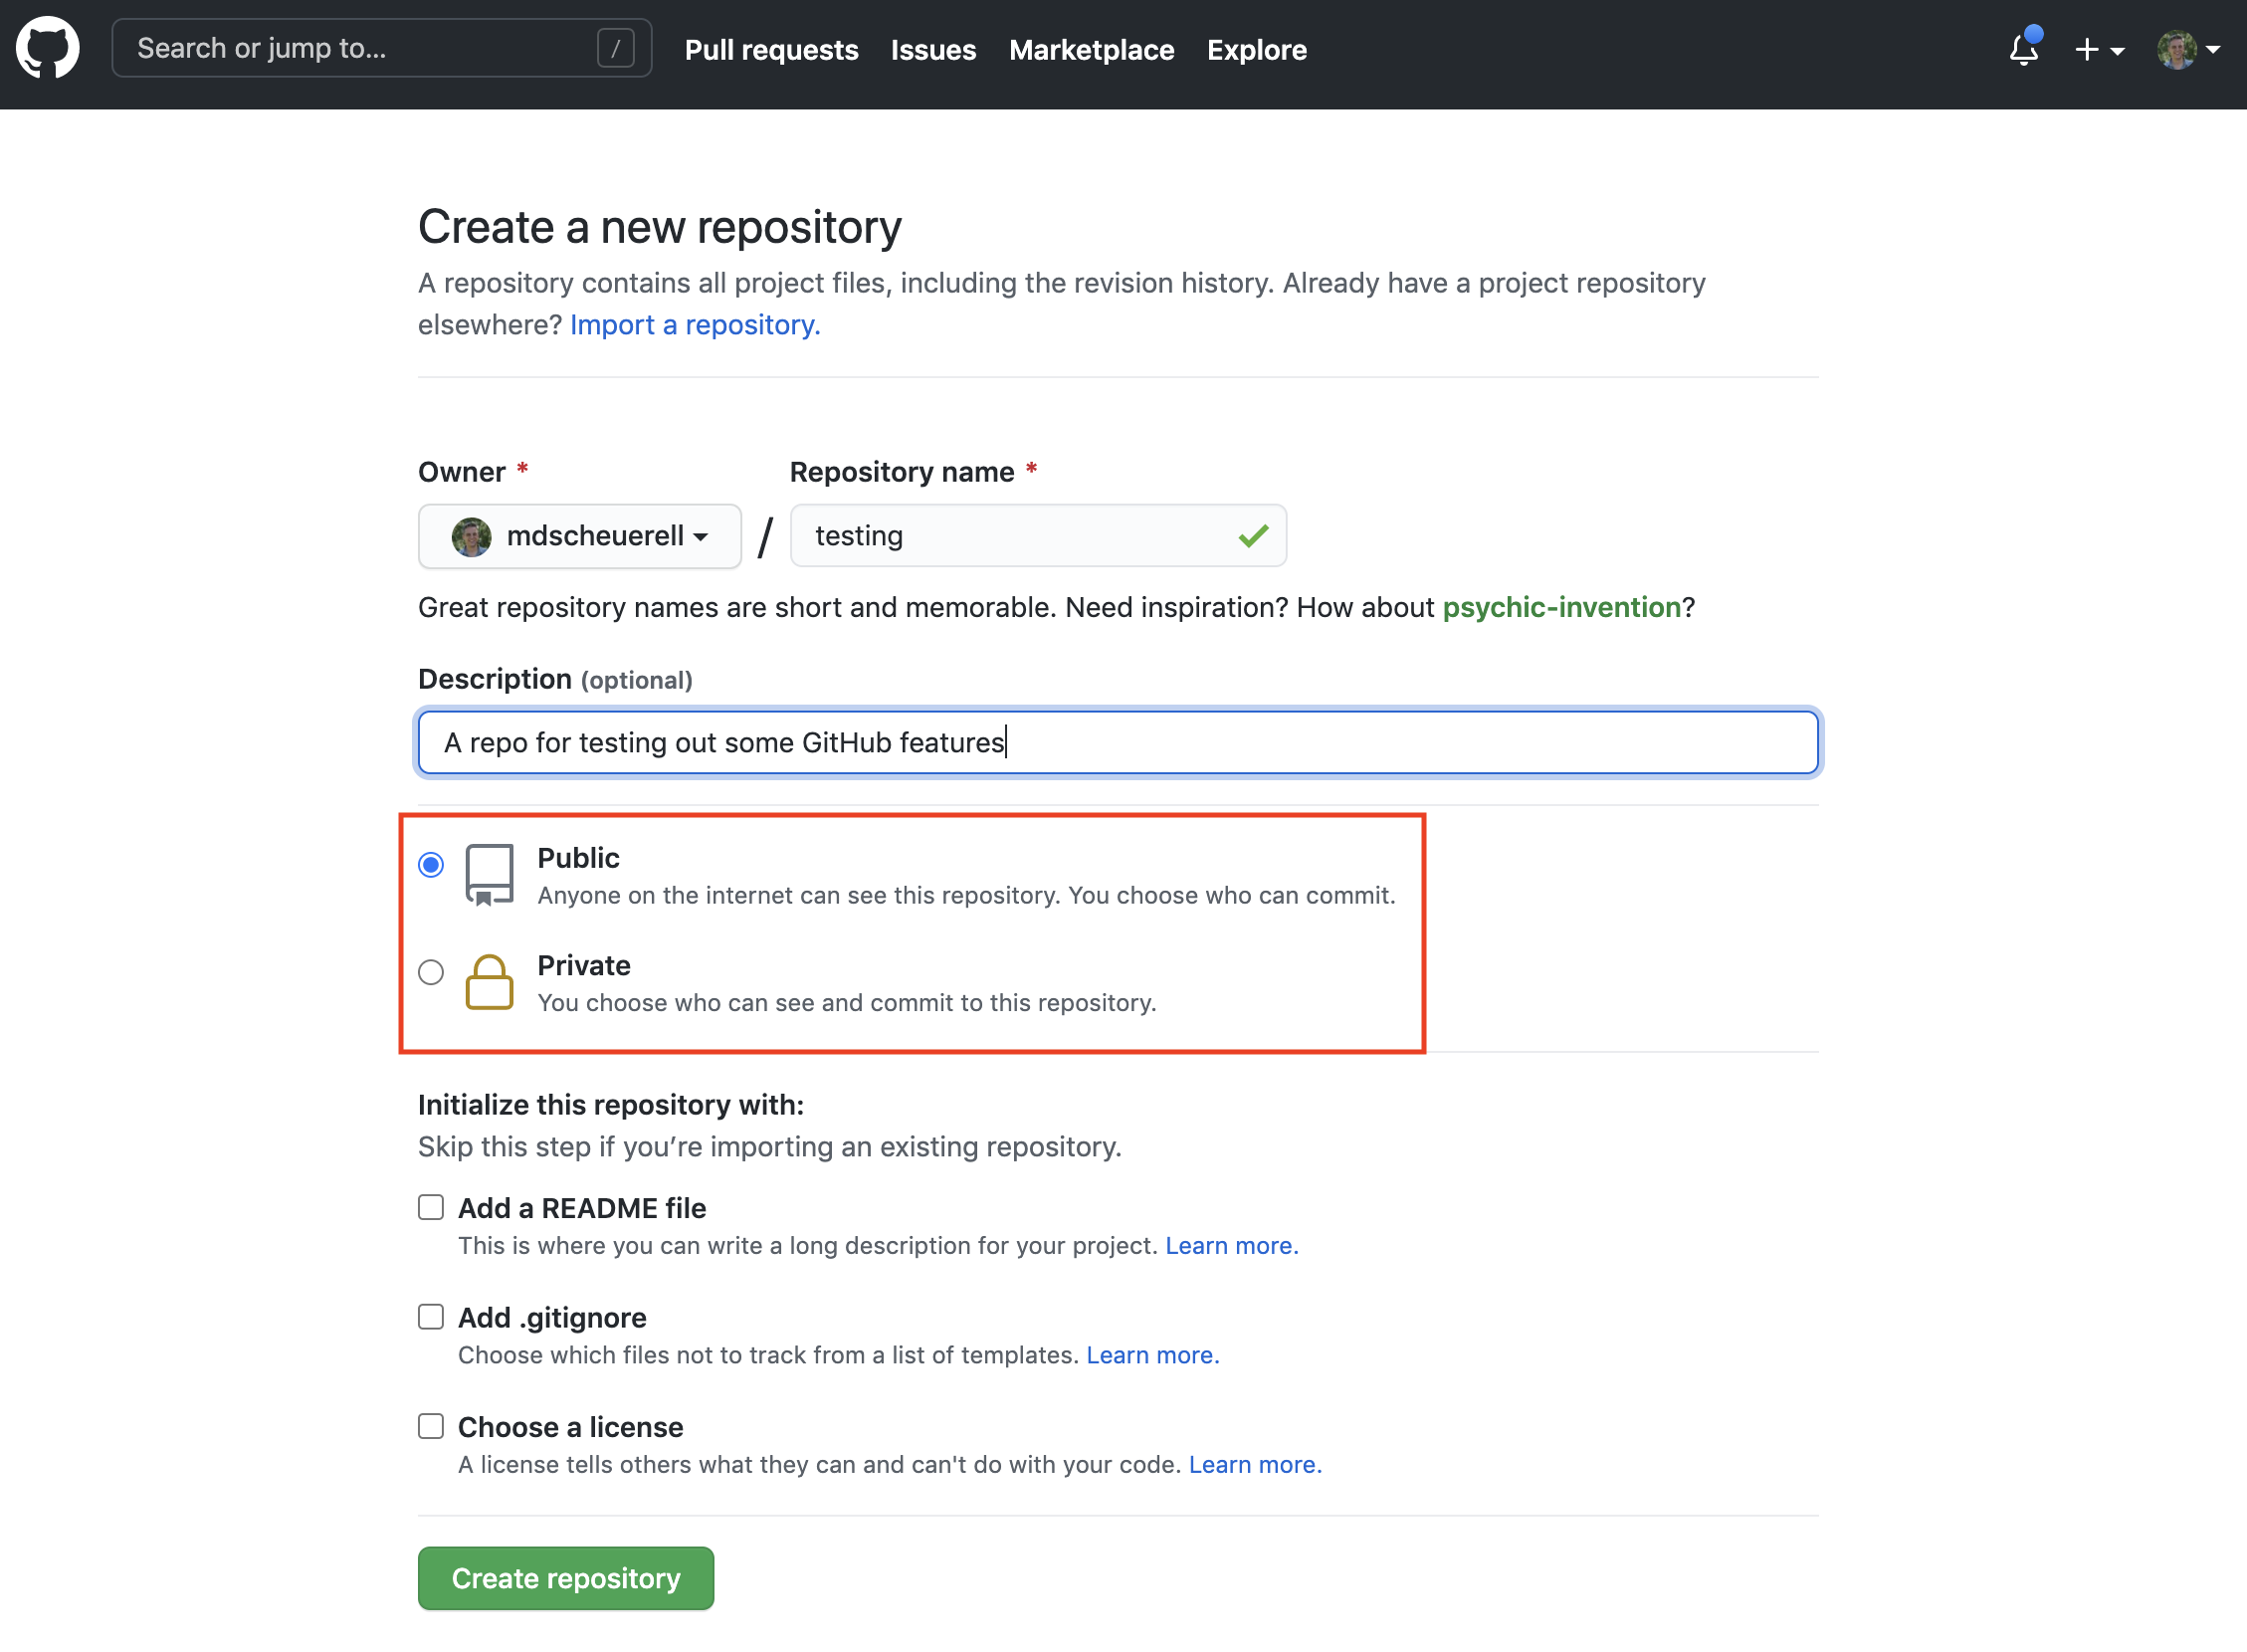 Search or jump to... /
Pull requests Issues Marketplace Explore
Create a new repository
A repository contains all project files, including the revision history. Already have a project repository
elsewhere? Import a repository.
Owner * Repository name *
mdscheuerell / testing
Great repository names are short and memorable. Need inspiration? How about psychic-invention?
Description (optional)
A repo for testing out some GitHub features
Public
Anyone on the internet can see this repository. You choose who can commit.
Private
You choose who can see and commit to this repository.
Initialize this repository with:
Skip this step if you’re importing an existing repository.
Add a README file
This is where you can write a long description for your project. Learn more.
Add .gitignore
Choose which files not to track from a list of templates. Learn more.
Choose a license
A license tells others what they can and can't do with your code. Learn more.
Create repository